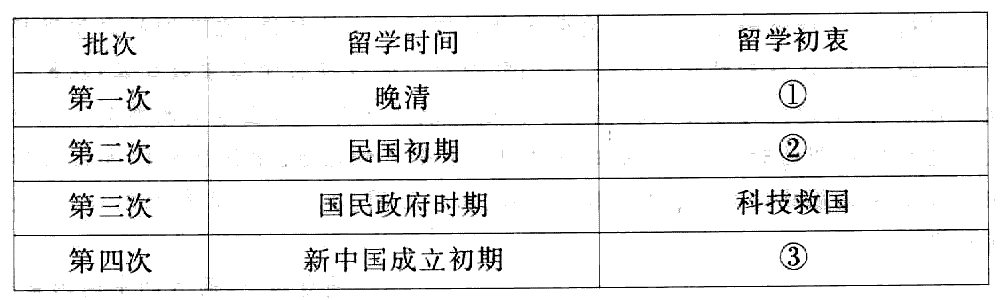 批次 留学时间 留学初衷
第一次 晚清 ①
第二次 民国初期 ②
第三次 国民政府时期 科技救国
第四次 新中国成立初期 ③